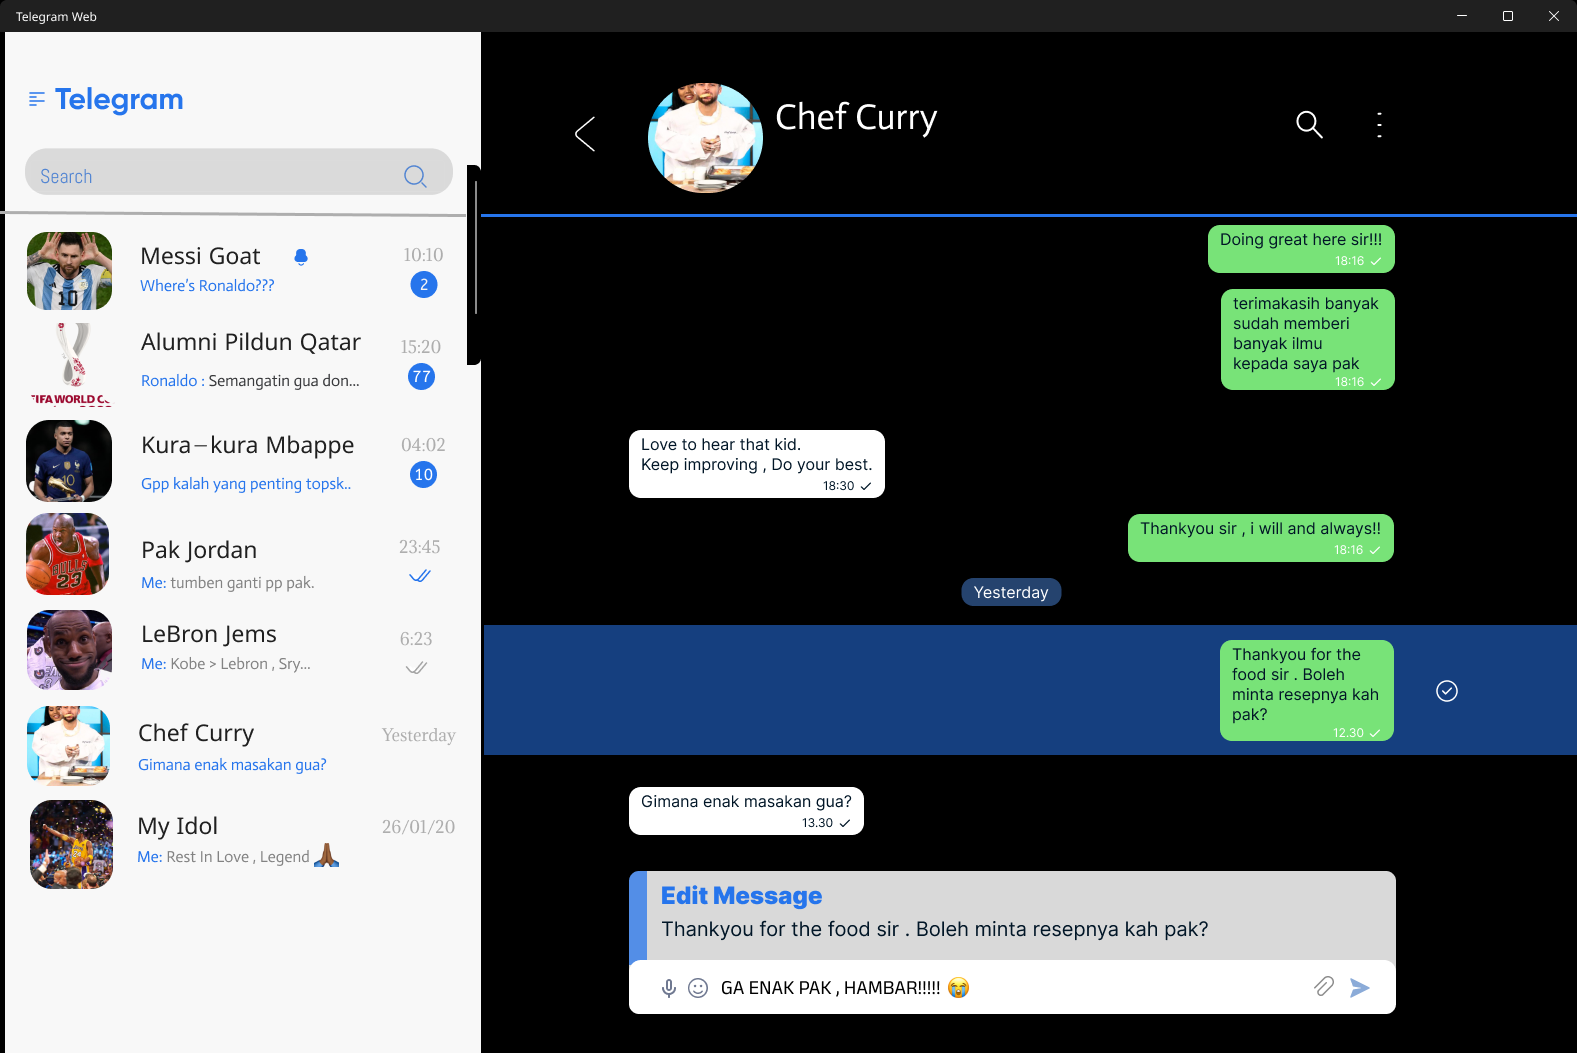 Telegram Web
Telegram
Search
Messi Goat
10:10
Where's Ronaldo???
2
Alumni Pildun Qatar
15:20
Ronaldo : Semangatin gua don...
77
FIFA WORLD CU
Kura–kura Mbappe
04:02
Gpp kalah yang penting topsk..
10
Pak Jordan
23:45
Me: tumben ganti pp pak.
LeBron Jems
6:23
Me: Kobe > Lebron , Sry...
Chef Curry
Yesterday
Gimana enak masakan gua?
My Idol
26/01/20
Me: Rest In Love , Legend 🙏🏾
10
BULLS
23
Chef Curry
Doing great here sir!!!
18:16
terimakasih banyak
sudah memberi
banyak ilmu
kepada saya pak
18:16
Love to hear that kid.
Keep improving , Do your best.
18:30
Thankyou sir , i will and always!!
18:16
Yesterday
Thankyou for the
food sir . Boleh
minta resepnya kah
pak?
12.30
Gimana enak masakan gua?
13.30
Edit Message
Thankyou for the food sir . Boleh minta resepnya kah pak?
GA ENAK PAK , HAMBAR!!!!! 😭